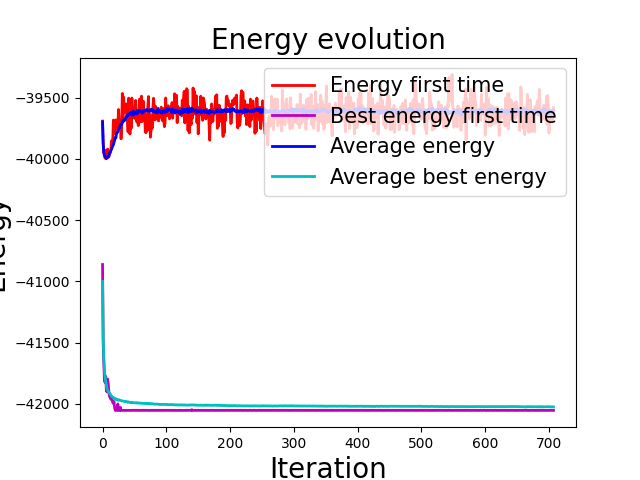 Energy evolution
Energy
−39500
−40000
−40500
−41000
−41500
−42000
Energy first time
Best energy first time
Average energy
Average best energy
0
100
200
300
400
500
600
700
Iteration